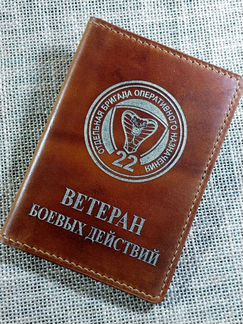 ОТДЕЛЬНАЯ БРИГАДА ОПЕРАТИВНОГО НАЗНАЧЕНИЯ
22
ВЕТЕРАН
БОЕВЫХ ДЕЙСТВИЙ